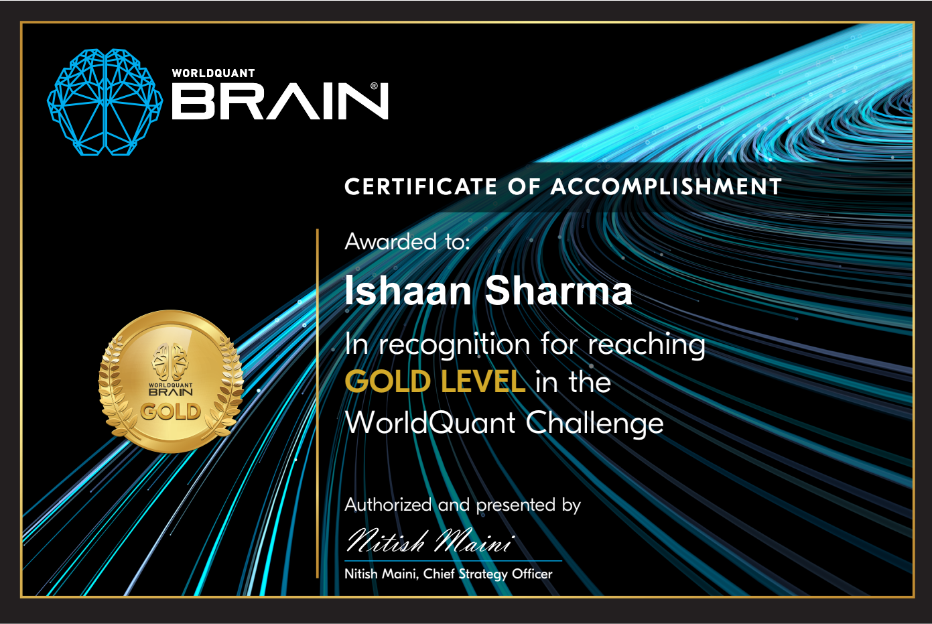 WORLDQUANT
BRAIN®
CERTIFICATE OF ACCOMPLISHMENT
Awarded to:
Ishaan Sharma
In recognition for reaching
GOLD LEVEL in the
WorldQuant Challenge
WORLDQUANT
BRAIN
GOLD
Authorized and presented by
Nitish Maini
Nitish Maini, Chief Strategy Officer